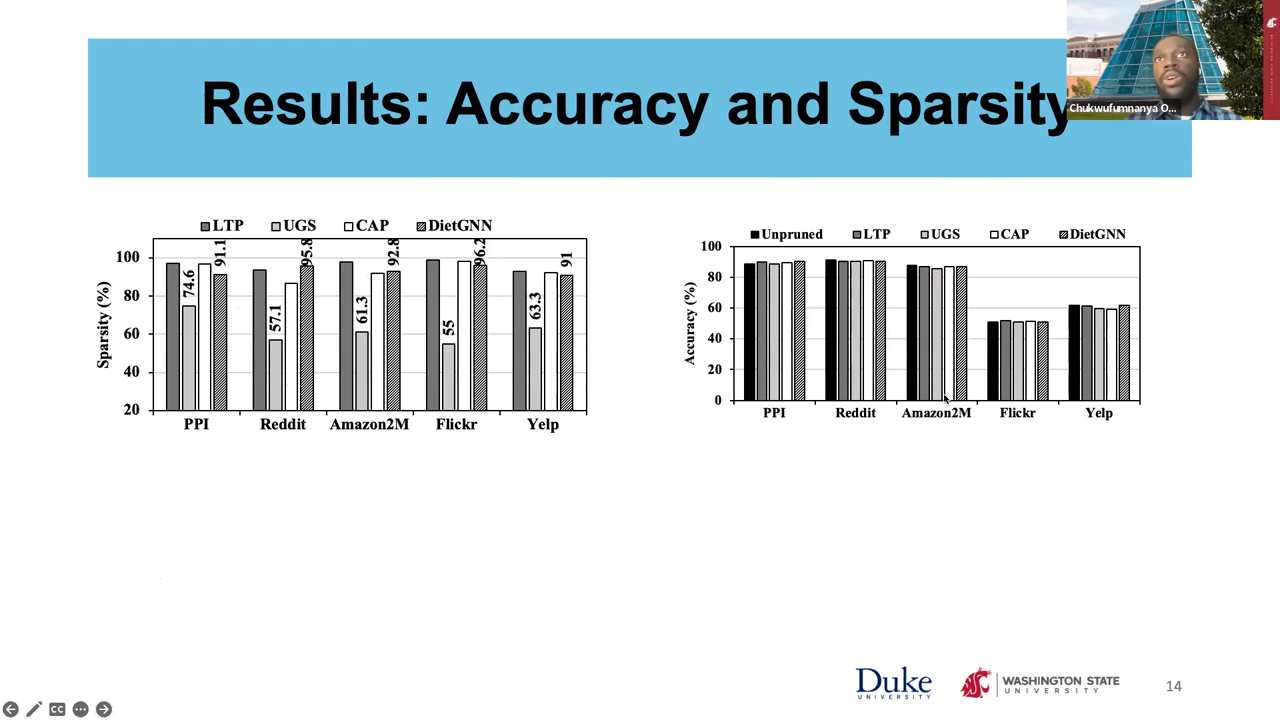 Results: Accuracy and Sparsity
Chukwufumnanya O...
LTP UGS CAP DietGNN
Sparsity (%)
100
80
60
40
20
74.6
91.1
57.1
95.8
61.3
92.8
55
96.2
63.3
91
PPI Reddit Amazon2M Flickr Yelp
Unpruned LTP UGS CAP DietGNN
Accuracy (%)
100
80
60
40
20
0
PPI Reddit Amazon2M Flickr Yelp
Duke
UNIVERSITY
WASHINGTON STATE
UNIVERSITY
14
CC